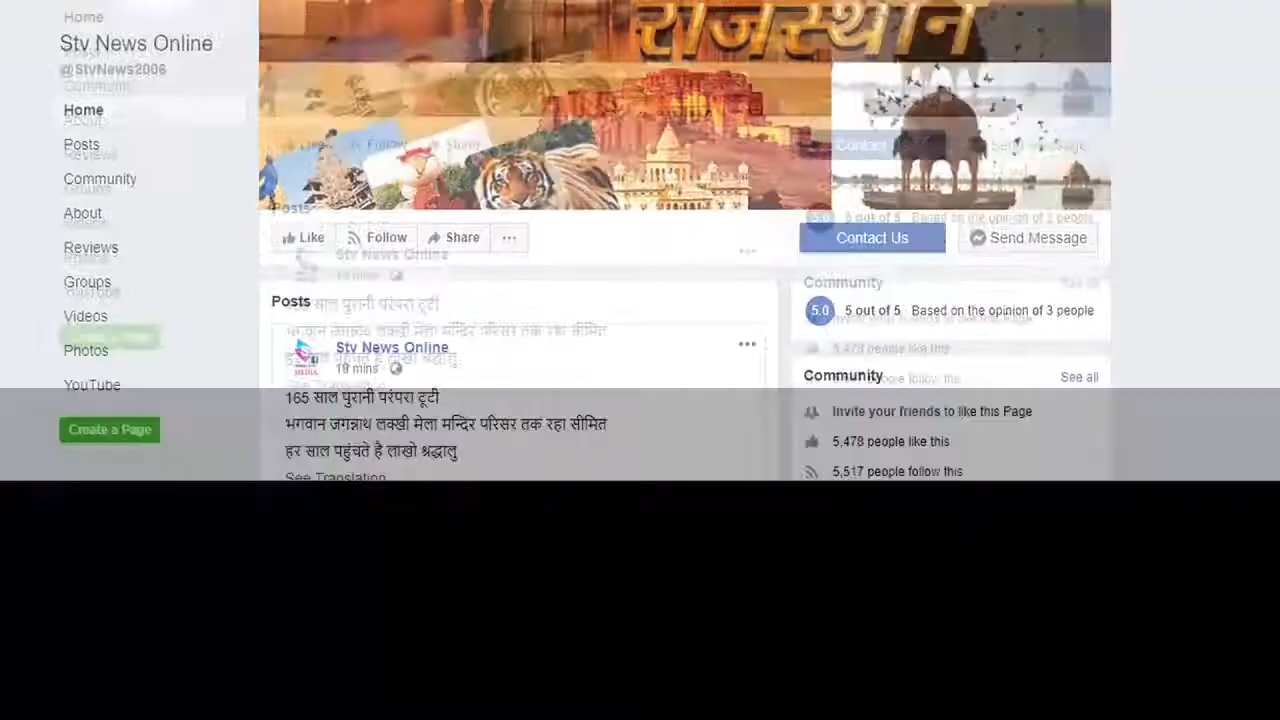 Home
Stv News Online
@StvNews2006
Home
Posts
Community
About
Reviews
Groups
Videos
Photos
YouTube
Create a Page
राजस्थान
Like
Follow
Share
Contact Us
Send Message
Posts
Stv News Online
MEDIA
19 mins
165 साल पुरानी परंपरा टूटी
भगवान जगन्नाथ लक्खी मेला मन्दिर परिसर तक रहा सीमित
हर साल पहुंचते है लाखो श्रद्धालु
See Translation
5.0 5 out of 5 Based on the opinion of 3 people
Community
See all
Invite your friends to like this Page
5,478 people like this
5,517 people follow this